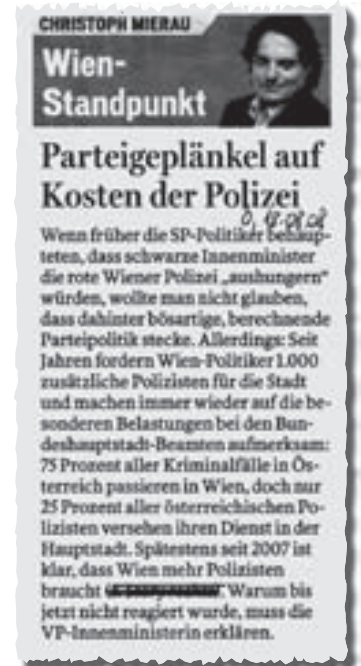 CHRISTOPH MIERAU
Wien-
Standpunkt
Parteigeplänkel auf
Kosten der Polizei
Wenn früher die SP-Politiker behaup-
teten, dass schwarze Innenminister
die rote Wiener Polizei „aushungern“
würden, wollte man nicht glauben,
dass dahinter bösartige, berechnende
Parteipolitik stecke. Allerdings: Seit
Jahren fordern Wien-Politiker 1.000
zusätzliche Polizisten für die Stadt
und machen immer wieder auf die be-
sonderen Belastungen bei den Bun-
deshauptstadt-Beamten aufmerksam:
75 Prozent aller Kriminalfälle in Ös-
terreich passieren in Wien, doch nur
25 Prozent aller österreichischen Po-
lizisten versehen ihren Dienst in der
Hauptstadt. Spätestens seit 2007 ist
klar, dass Wien mehr Polizisten
braucht Warum bis
jetzt nicht reagiert wurde, muss die
VP-Innenministerin erklären.